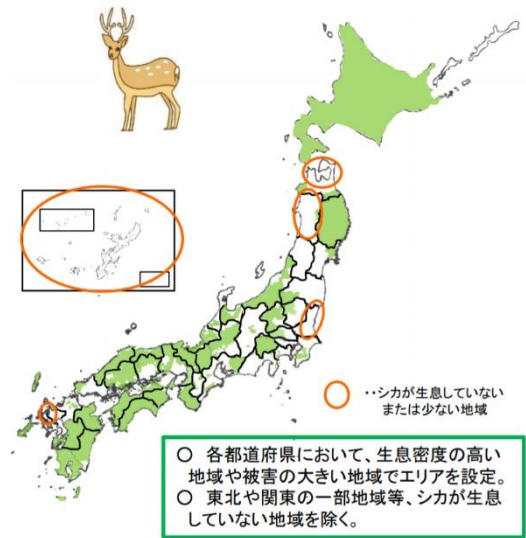 ‥シカが生息していない
または少ない地域
○ 各都道府県において、生息密度の高い
地域や被害の大きい地域でエリアを設定。
○ 東北や関東の一部地域等、シカが生息
していない地域を除く。